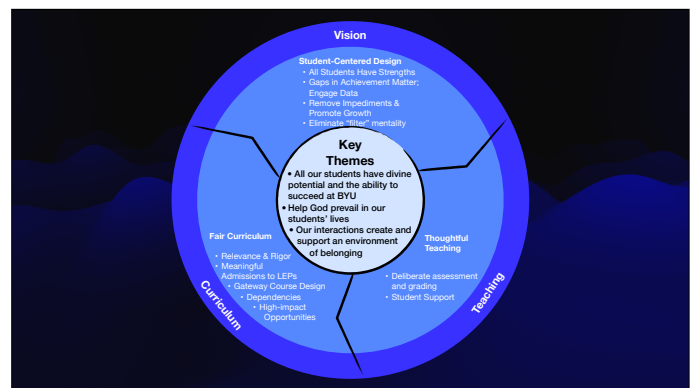 Vision
Student-Centered Design
• All Students Have Strengths
• Gaps in Achievement Matter;
Engage Data
• Remove Impediments &
Promote Growth
• Eliminate "filter" mentality
Key
Themes
• All our students have divine
potential and the ability to
succeed at BYU
• Help God prevail in our
students' lives
• Our interactions create and
support an environment
of belonging
Fair Curriculum
• Relevance & Rigor
• Meaningful
Admissions to LEPs
• Gateway Course Design
• Dependencies
• High-impact
Opportunities
Curriculum
Thoughtful
Teaching
• Deliberate assessment
and grading
• Student Support
Teaching